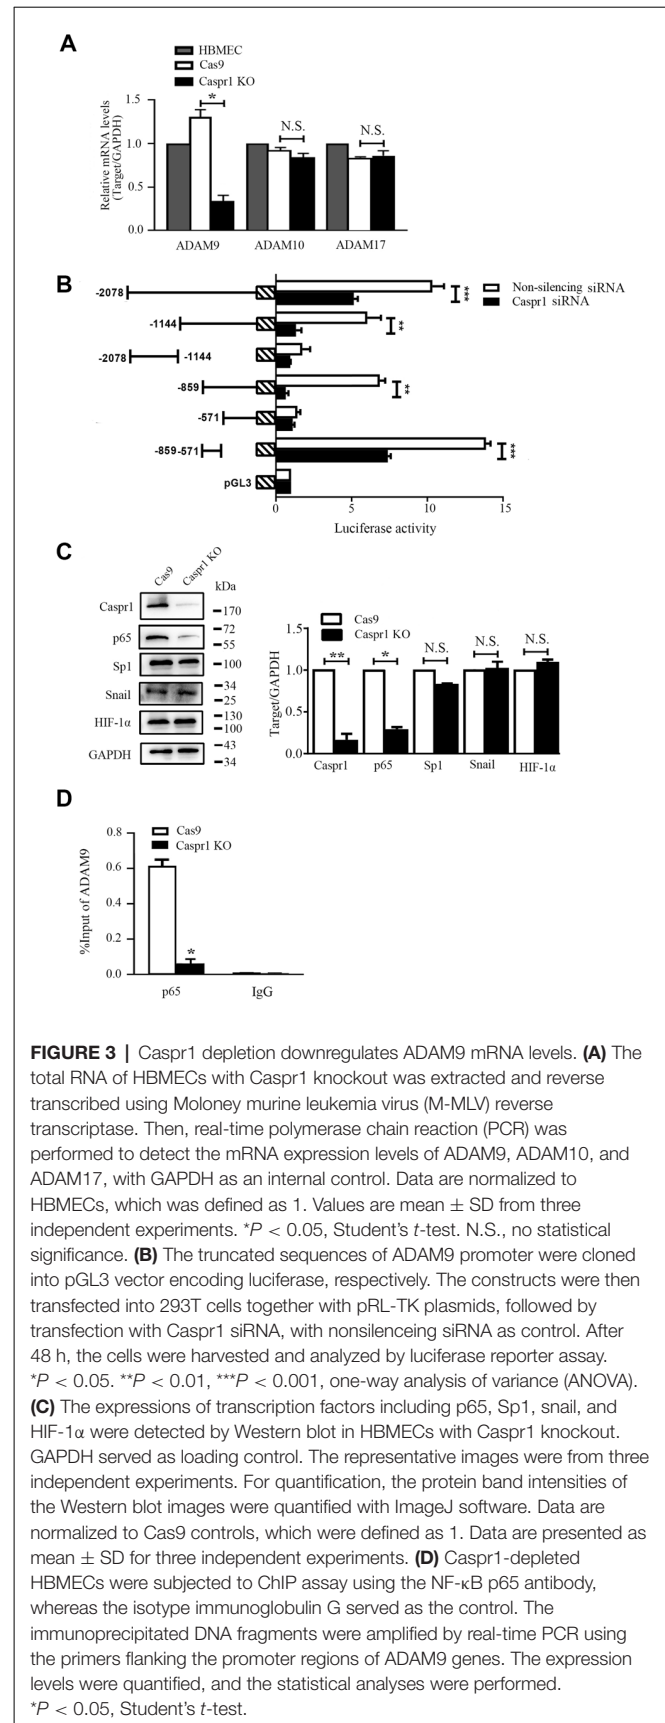 A
HBMEC
Cas9
Caspr1 KO
Relative mRNA levels
(Target/GAPDH)
1.5
1.0
0.5
0.0
*
N.S.
N.S.
ADAM9
ADAM10
ADAM17
B
-2078
-1144
-2078
-1144
-859
-571
-859-571
pGL3
Non-silencing siRNA
Caspr1 siRNA
***
**
**
***
0
5
10
15
Luciferase activity
C
Cas9
Caspr1 KO
kDa
Caspr1
170
p65
72
55
Sp1
100
Snail
34
25
HIF-1α
130
100
GAPDH
43
34
Cas9
Caspr1 KO
Target/GAPDH
1.5
1.0
0.5
0.0
**
*
N.S.
N.S.
N.S.
Caspr1
p65
Sp1
Snail
HIF-1α
D
Cas9
Caspr1 KO
%Input of ADAM9
0.8
0.6
0.4
0.2
0.0
*
p65
IgG
FIGURE 3 | Caspr1 depletion downregulates ADAM9 mRNA levels. (A) The
total RNA of HBMECs with Caspr1 knockout was extracted and reverse
transcribed using Moloney murine leukemia virus (M-MLV) reverse
transcriptase. Then, real-time polymerase chain reaction (PCR) was
performed to detect the mRNA expression levels of ADAM9, ADAM10, and
ADAM17, with GAPDH as an internal control. Data are normalized to
HBMECs, which was defined as 1. Values are mean ± SD from three
independent experiments. *P < 0.05, Student's t-test. N.S., no statistical
significance. (B) The truncated sequences of ADAM9 promoter were cloned
into pGL3 vector encoding luciferase, respectively. The constructs were then
transfected into 293T cells together with pRL-TK plasmids, followed by
transfection with Caspr1 siRNA, with nonsilenceing siRNA as control. After
48 h, the cells were harvested and analyzed by luciferase reporter assay.
*P < 0.05. **P < 0.01, ***P < 0.001, one-way analysis of variance (ANOVA).
(C) The expressions of transcription factors including p65, Sp1, snail, and
HIF-1α were detected by Western blot in HBMECs with Caspr1 knockout.
GAPDH served as loading control. The representative images were from three
independent experiments. For quantification, the protein band intensities of
the Western blot images were quantified with ImageJ software. Data are
normalized to Cas9 controls, which were defined as 1. Data are presented as
mean ± SD for three independent experiments. (D) Caspr1-depleted
HBMECs were subjected to ChIP assay using the NF-κB p65 antibody,
whereas the isotype immunoglobulin G served as the control. The
immunoprecipitated DNA fragments were amplified by real-time PCR using
the primers flanking the promoter regions of ADAM9 genes. The expression
levels were quantified, and the statistical analyses were performed.
*P < 0.05, Student's t-test.